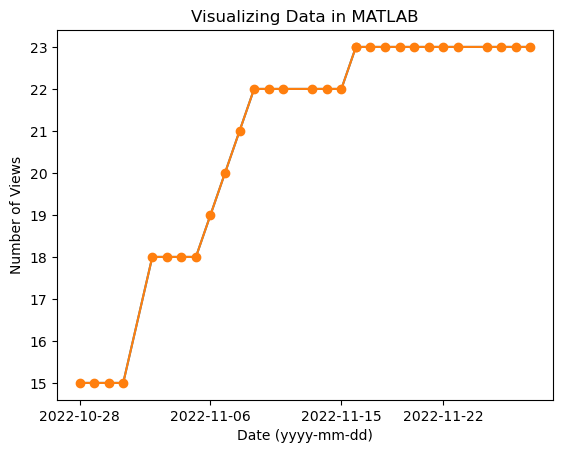 Visualizing Data in MATLAB
23
22
21
20
19
18
17
16
15
Number of Views
2022-10-28 2022-11-06 2022-11-15 2022-11-22
Date (yyyy-mm-dd)